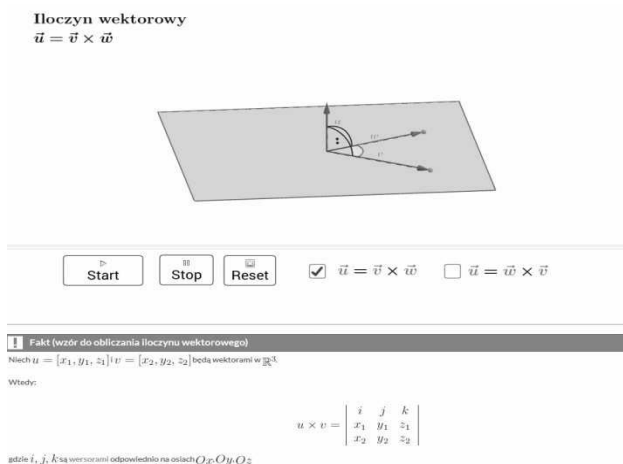 Iloczyn wektorowy
u⃗ = v⃗ × w⃗
u
w
v
Start
Stop
Reset
u⃗ = v⃗ × w⃗
u⃗ = w⃗ × v⃗
! Fakt (wzór do obliczania iloczynu wektorowego)
Niech u = [x₁, y₁, z₁] i v = [x₂, y₂, z₂] będą wektorami w ℝ³.
Wtedy:
i j k
u × v = | x₁ y₁ z₁ |
x₂ y₂ z₂
gdzie i, j, k są wersorami odpowiednio na osiach Ox, Oy, Oz